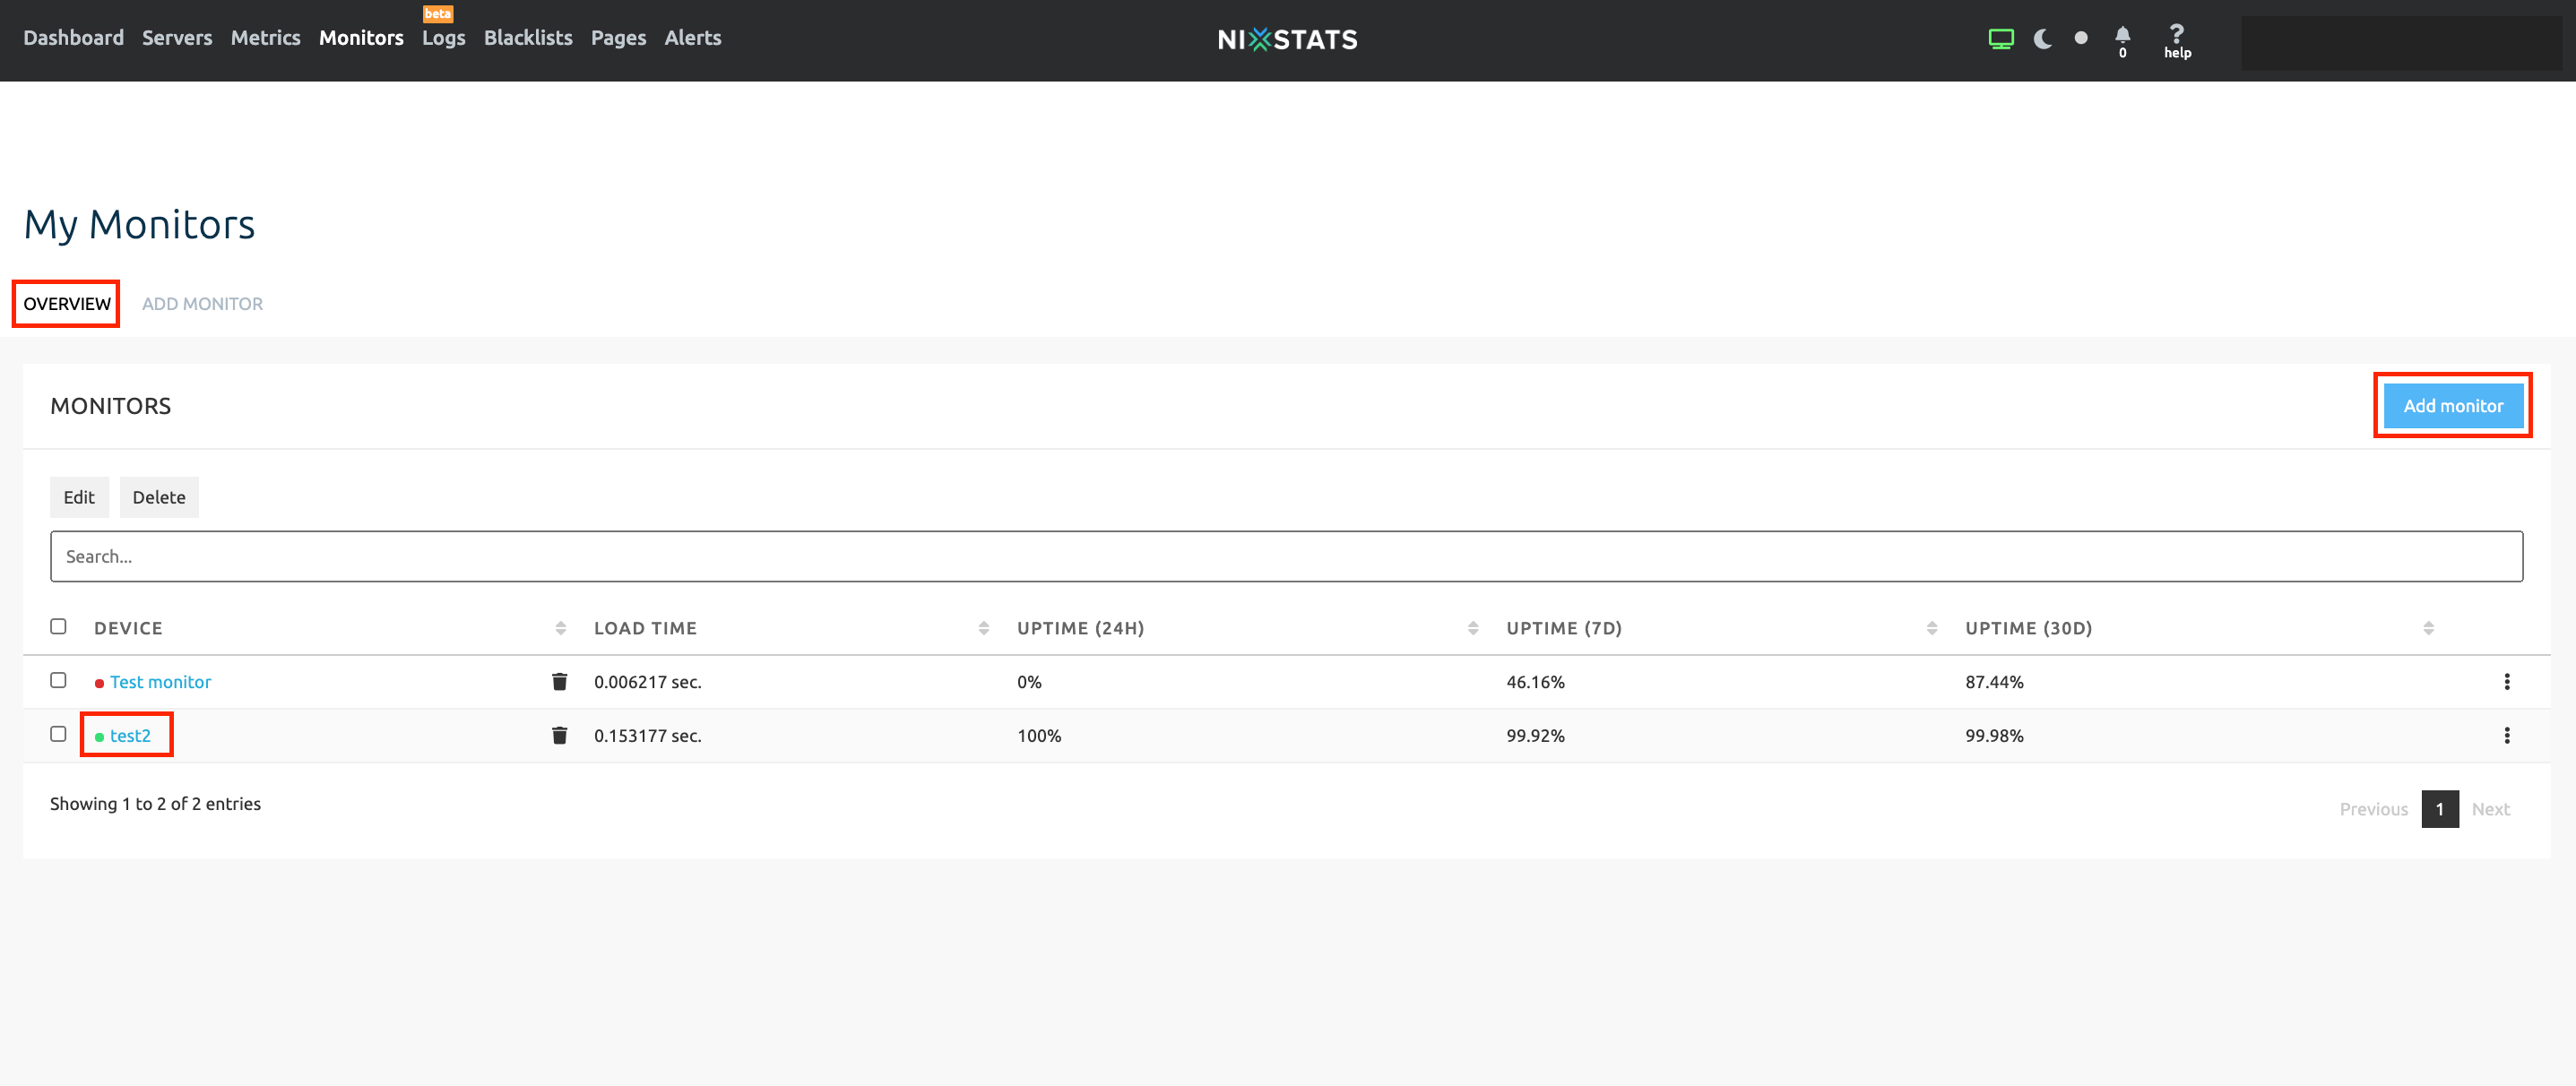 beta
Dashboard Servers Metrics Monitors Logs Blacklists Pages Alerts
NIXSTATS
0
?
help
My Monitors
OVERVIEW ADD MONITOR
MONITORS
Add monitor
Edit Delete
Search...
DEVICE LOAD TIME UPTIME (24H) UPTIME (7D) UPTIME (30D)
Test monitor 0.006217 sec. 0% 46.16% 87.44%
test2 0.153177 sec. 100% 99.92% 99.98%
Showing 1 to 2 of 2 entries
Previous 1 Next